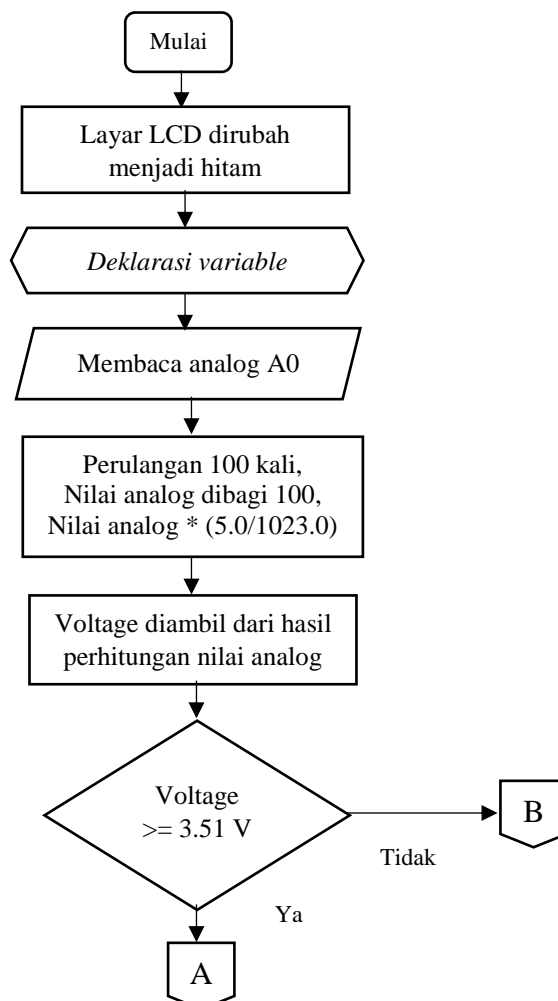 Mulai
Layar LCD dirubah
menjadi hitam
Deklarasi variable
Membaca analog A0
Perulangan 100 kali,
Nilai analog dibagi 100,
Nilai analog * (5.0/1023.0)
Voltage diambil dari hasil
perhitungan nilai analog
Voltage
>= 3.51 V
B
Tidak
Ya
A